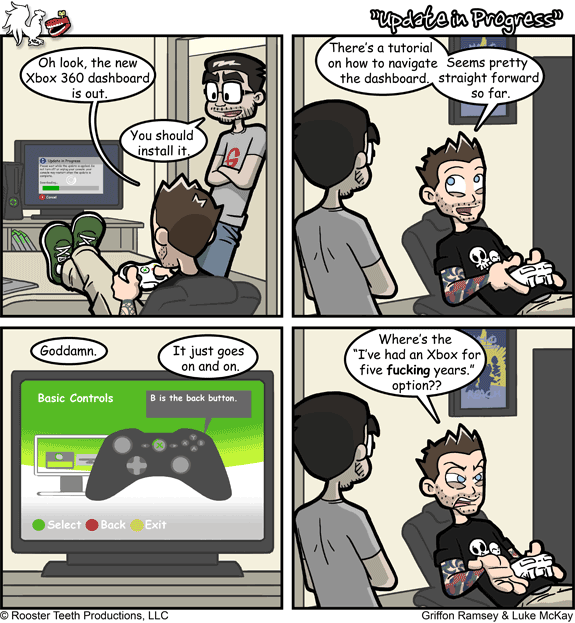 "Update in Progress"
Oh look, the new
Xbox 360 dashboard
is out.
You should
install it.
Update in Progress
Cancel
There's a tutorial
on how to navigate
the dashboard.
Seems pretty
straight forward
so far.
Goddamn.
It just goes
on and on.
Basic Controls
B is the back button.
Select Back Exit
Where's the
"I've had an Xbox for
five fucking years."
option??
© Rooster Teeth Productions, LLC
Griffon Ramsey & Luke McKay